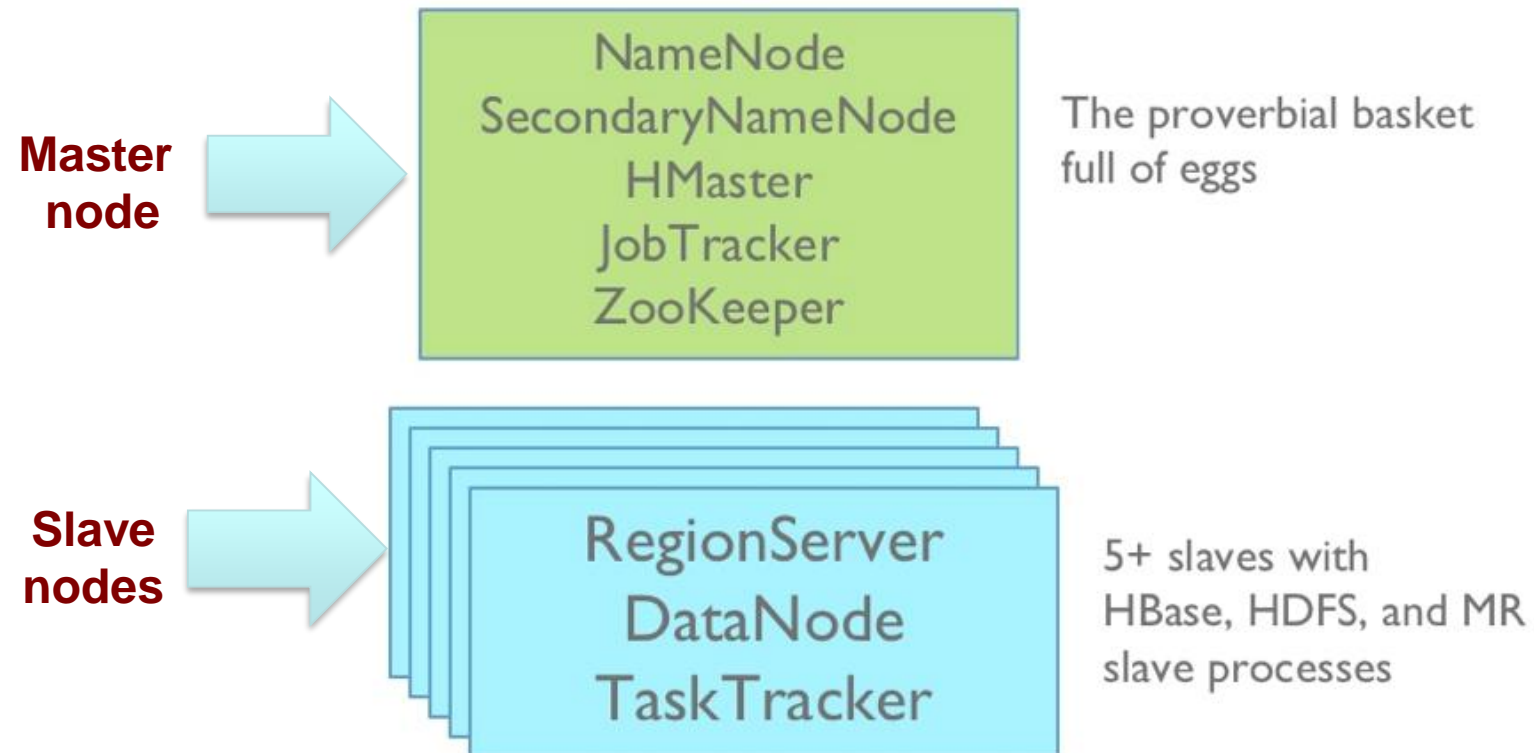 Master
node
NameNode
SecondaryNameNode
HMaster
JobTracker
ZooKeeper
The proverbial basket
full of eggs
Slave
nodes
RegionServer
DataNode
TaskTracker
5+ slaves with
HBase, HDFS, and MR
slave processes